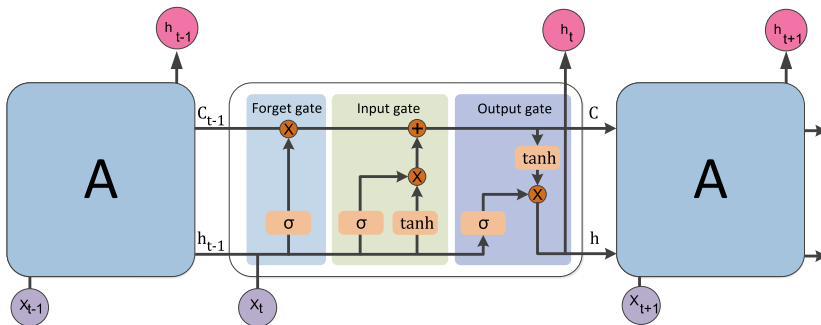 h t-1
h t
h t+1
Forget gate
Input gate
Output gate
C t-1
C
X
+
tanh
A
A
X
X
σ
σ
tanh
σ
h t-1
h
X t-1
X t
X t+1